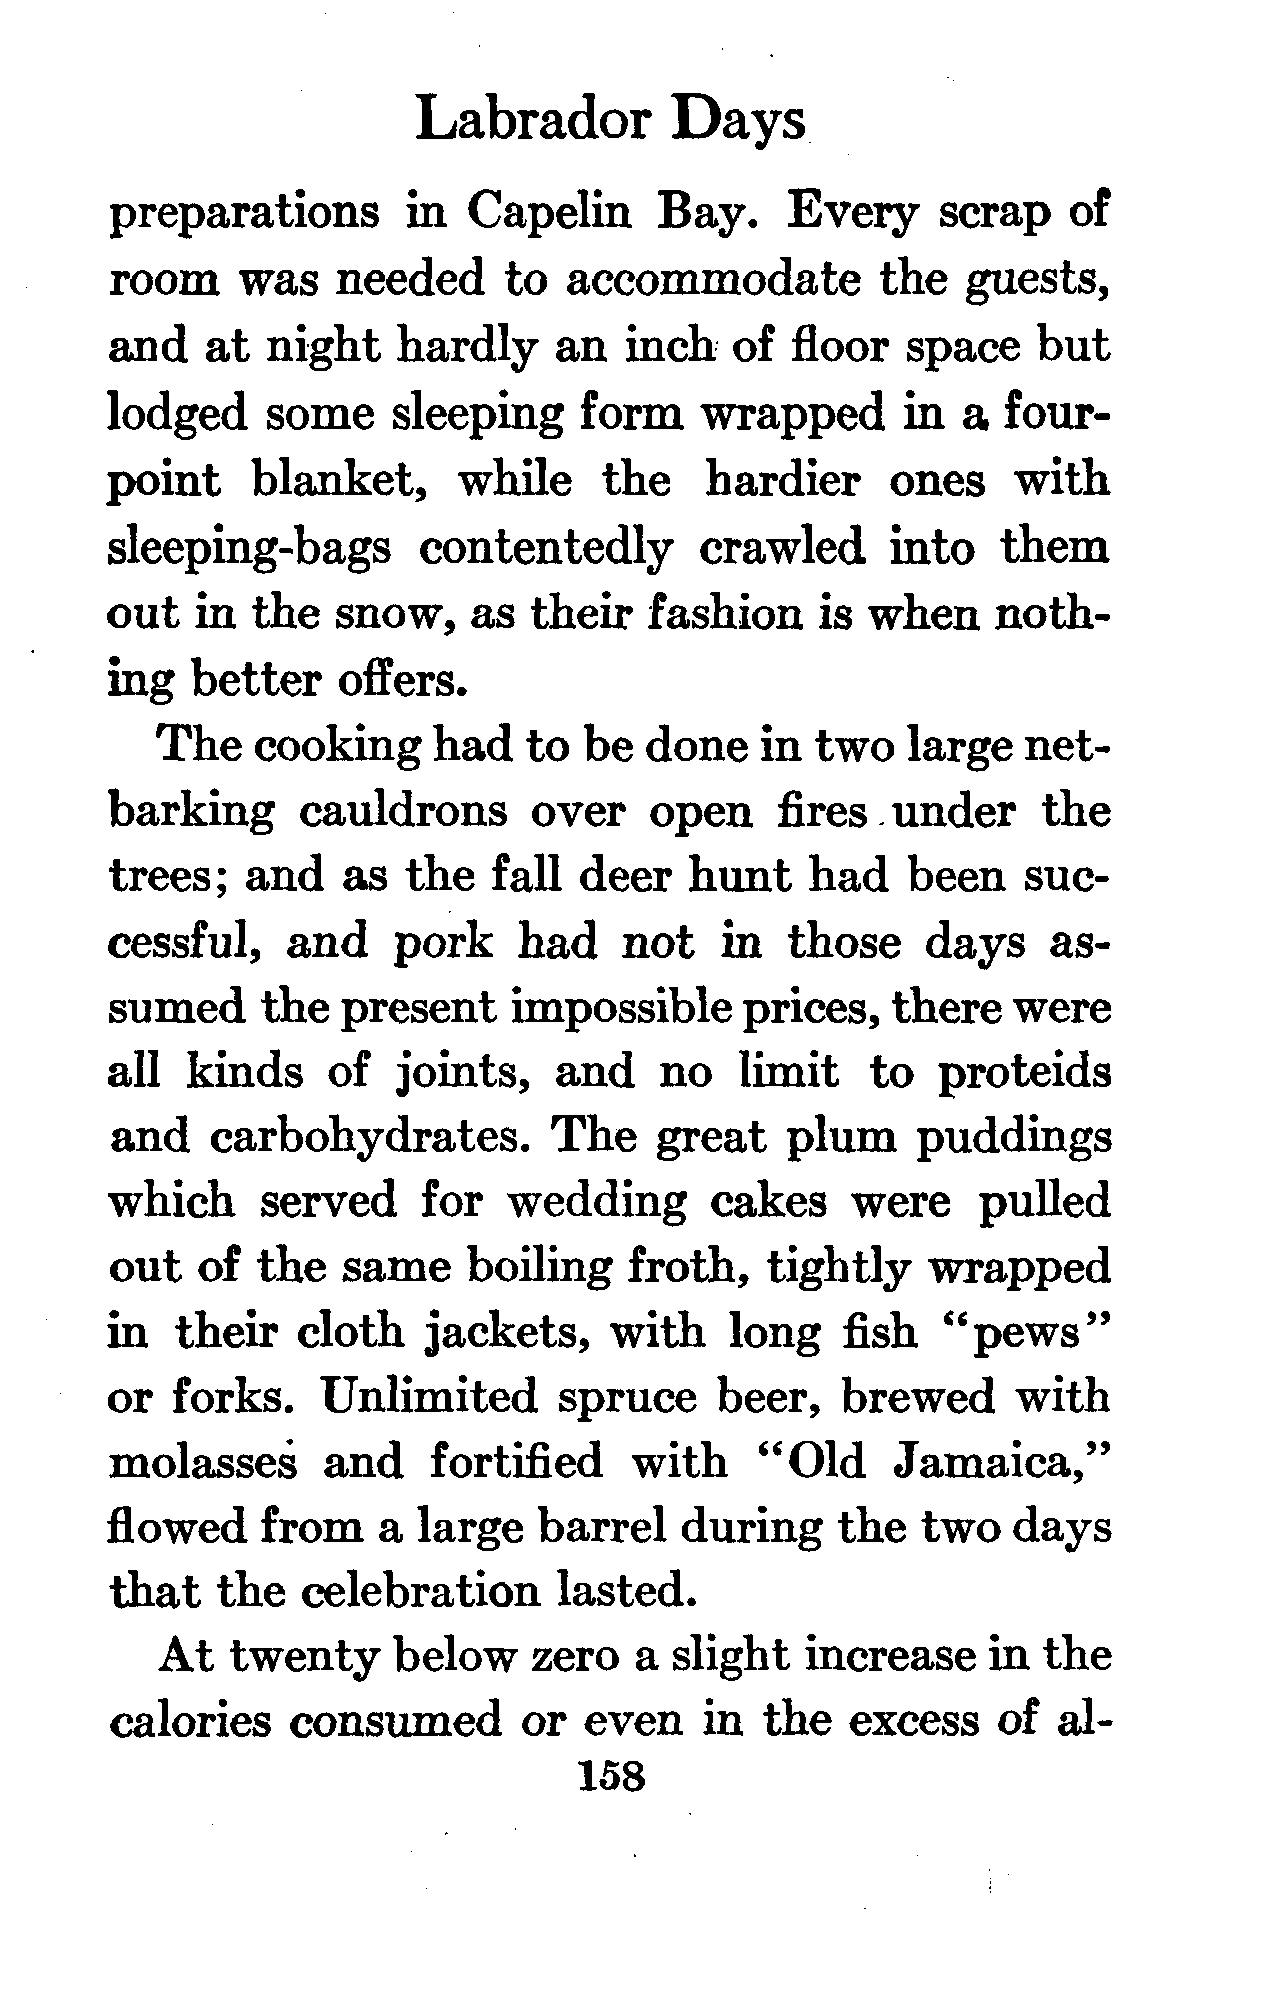 Labrador Days
preparations in Capelin Bay. Every scrap of
room was needed to accommodate the guests,
and at night hardly an inch of floor space but
lodged some sleeping form wrapped in a four-
point blanket, while the hardier ones with
sleeping-bags contentedly crawled into them
out in the snow, as their fashion is when noth-
ing better offers.
The cooking had to be done in two large net-
barking cauldrons over open fires under the
trees; and as the fall deer hunt had been suc-
cessful, and pork had not in those days as-
sumed the present impossible prices, there were
all kinds of joints, and no limit to proteids
and carbohydrates. The great plum puddings
which served for wedding cakes were pulled
out of the same boiling froth, tightly wrapped
in their cloth jackets, with long fish “pews”
or forks. Unlimited spruce beer, brewed with
molasses and fortified with “Old Jamaica,”
flowed from a large barrel during the two days
that the celebration lasted.
At twenty below zero a slight increase in the
calories consumed or even in the excess of al-
158